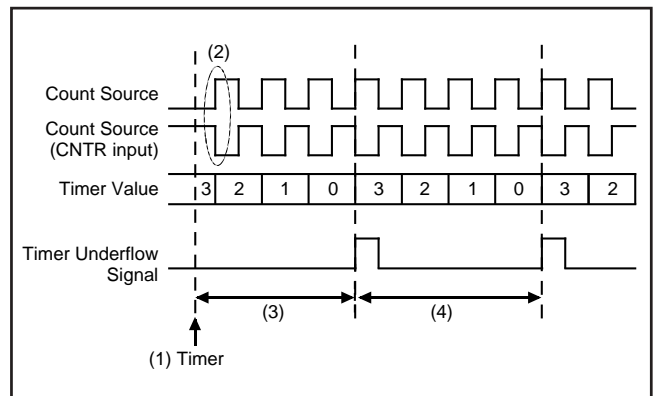 (2)
Count Source
Count Source
(CNTR input)
Timer Value 3 2 1 0 3 2 1 0 3 2
Timer Underflow
Signal
(3) (4)
(1) Timer